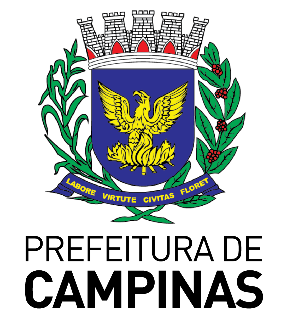 LABORE VIRTUTE CIVITAS FLORET
PREFEITURA DE
CAMPINAS